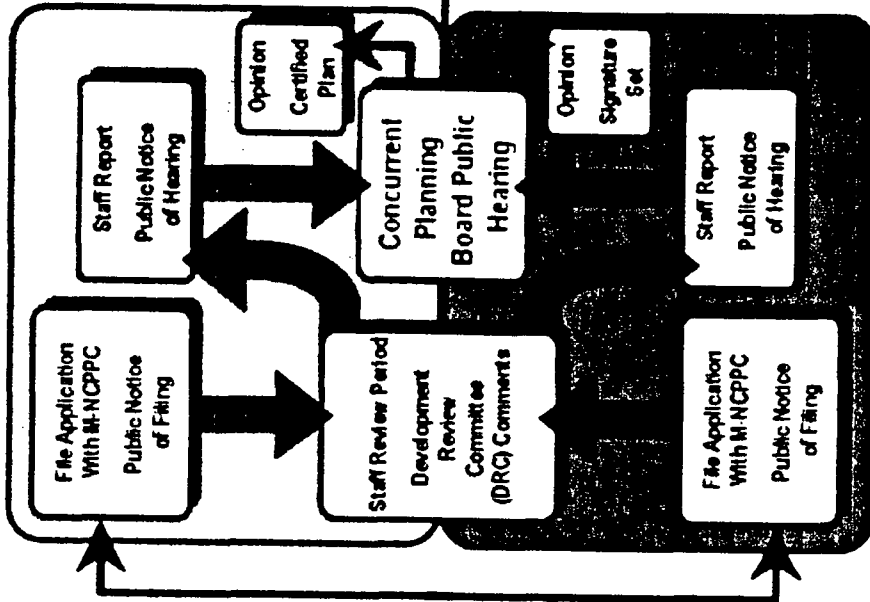 File Application
With M-NCPPC
Public Notice
of Filing
Staff Report
Public Notice
of Hearing
Opinion
Certified
Plan
Staff Review Period
Development
Review
Committee
(DRC) Comments
Concurrent
Planning
Board Public
Hearing
Opinion
Signature
Set
File Application
With M-NCPPC
Public Notice
of Filing
Staff Report
Public Notice
of Hearing